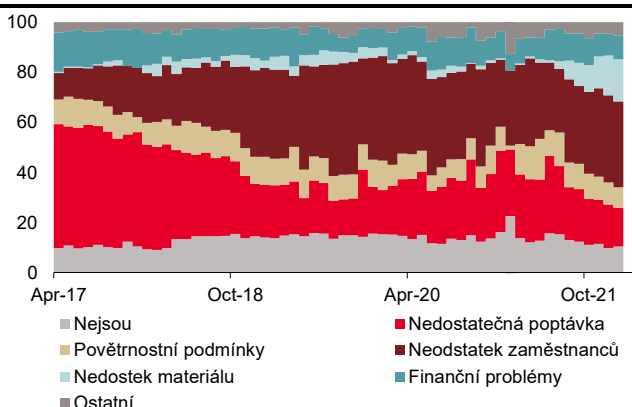 100
80
60
40
20
0
Apr-17 Oct-18 Apr-20 Oct-21
Nejsou Nedostatečná poptávka
Povětrnostní podmínky Neodstatek zaměstnanců
Nedostek materiálu Finanční problémy
Ostatní